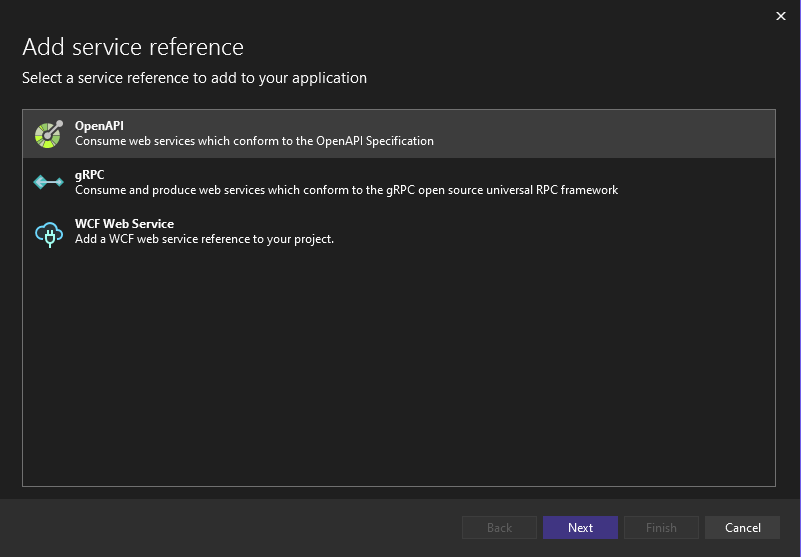 Add service reference
Select a service reference to add to your application
OpenAPI
Consume web services which conform to the OpenAPI Specification
gRPC
Consume and produce web services which conform to the gRPC open source universal RPC framework
WCF Web Service
Add a WCF web service reference to your project.
Back Next Finish Cancel